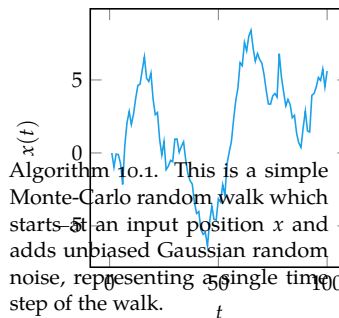 5
0
x(t)
Algorithm 10.1. This is a simple
Monte-Carlo random walk which
starts at an input position x and
−5
adds unbiased Gaussian random
noise, representing a single time
step of the walk.
0
50
100
t